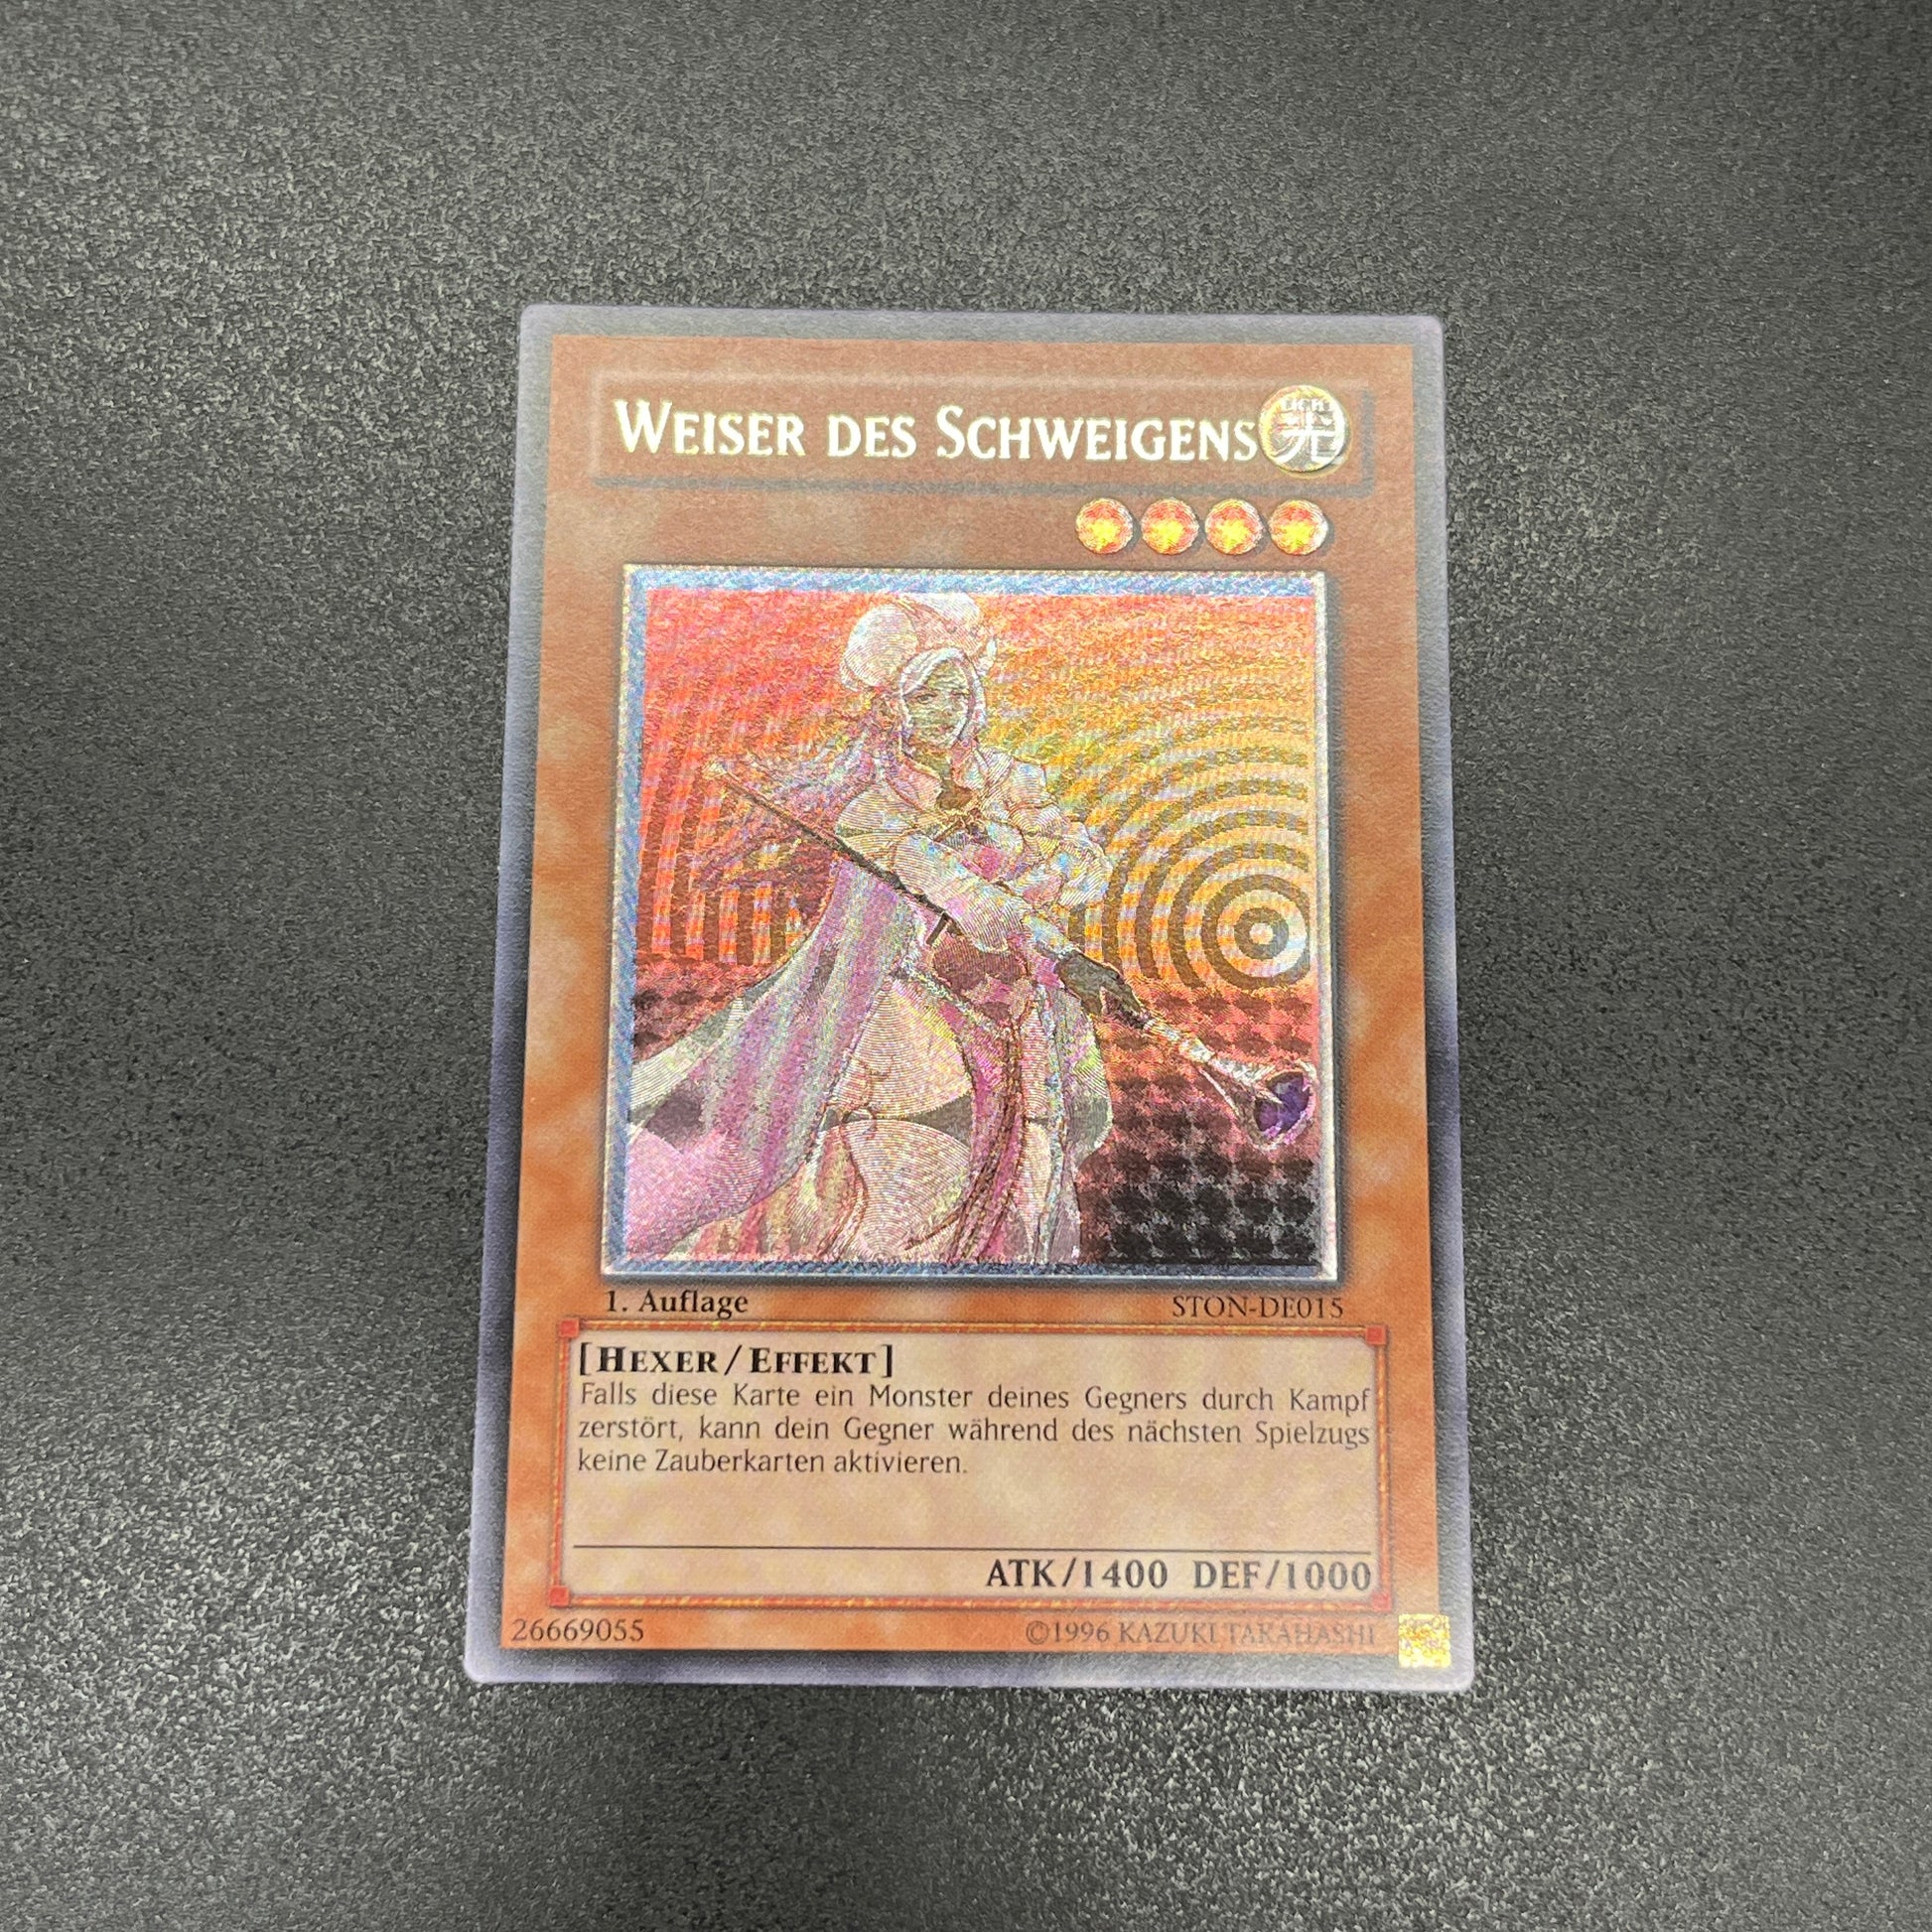 WEISER DES SCHWEIGENS
LIGHT
光
1. Auflage
STON-DE015
[HEXER/EFFEKT]
Falls diese Karte ein Monster deines Gegners durch Kampf
zerstört, kann dein Gegner während des nächsten Spielzugs
keine Zauberkarten aktivieren.
ATK/1400 DEF/1000
26669055
©1996 KAZUKI TAKAHASHI